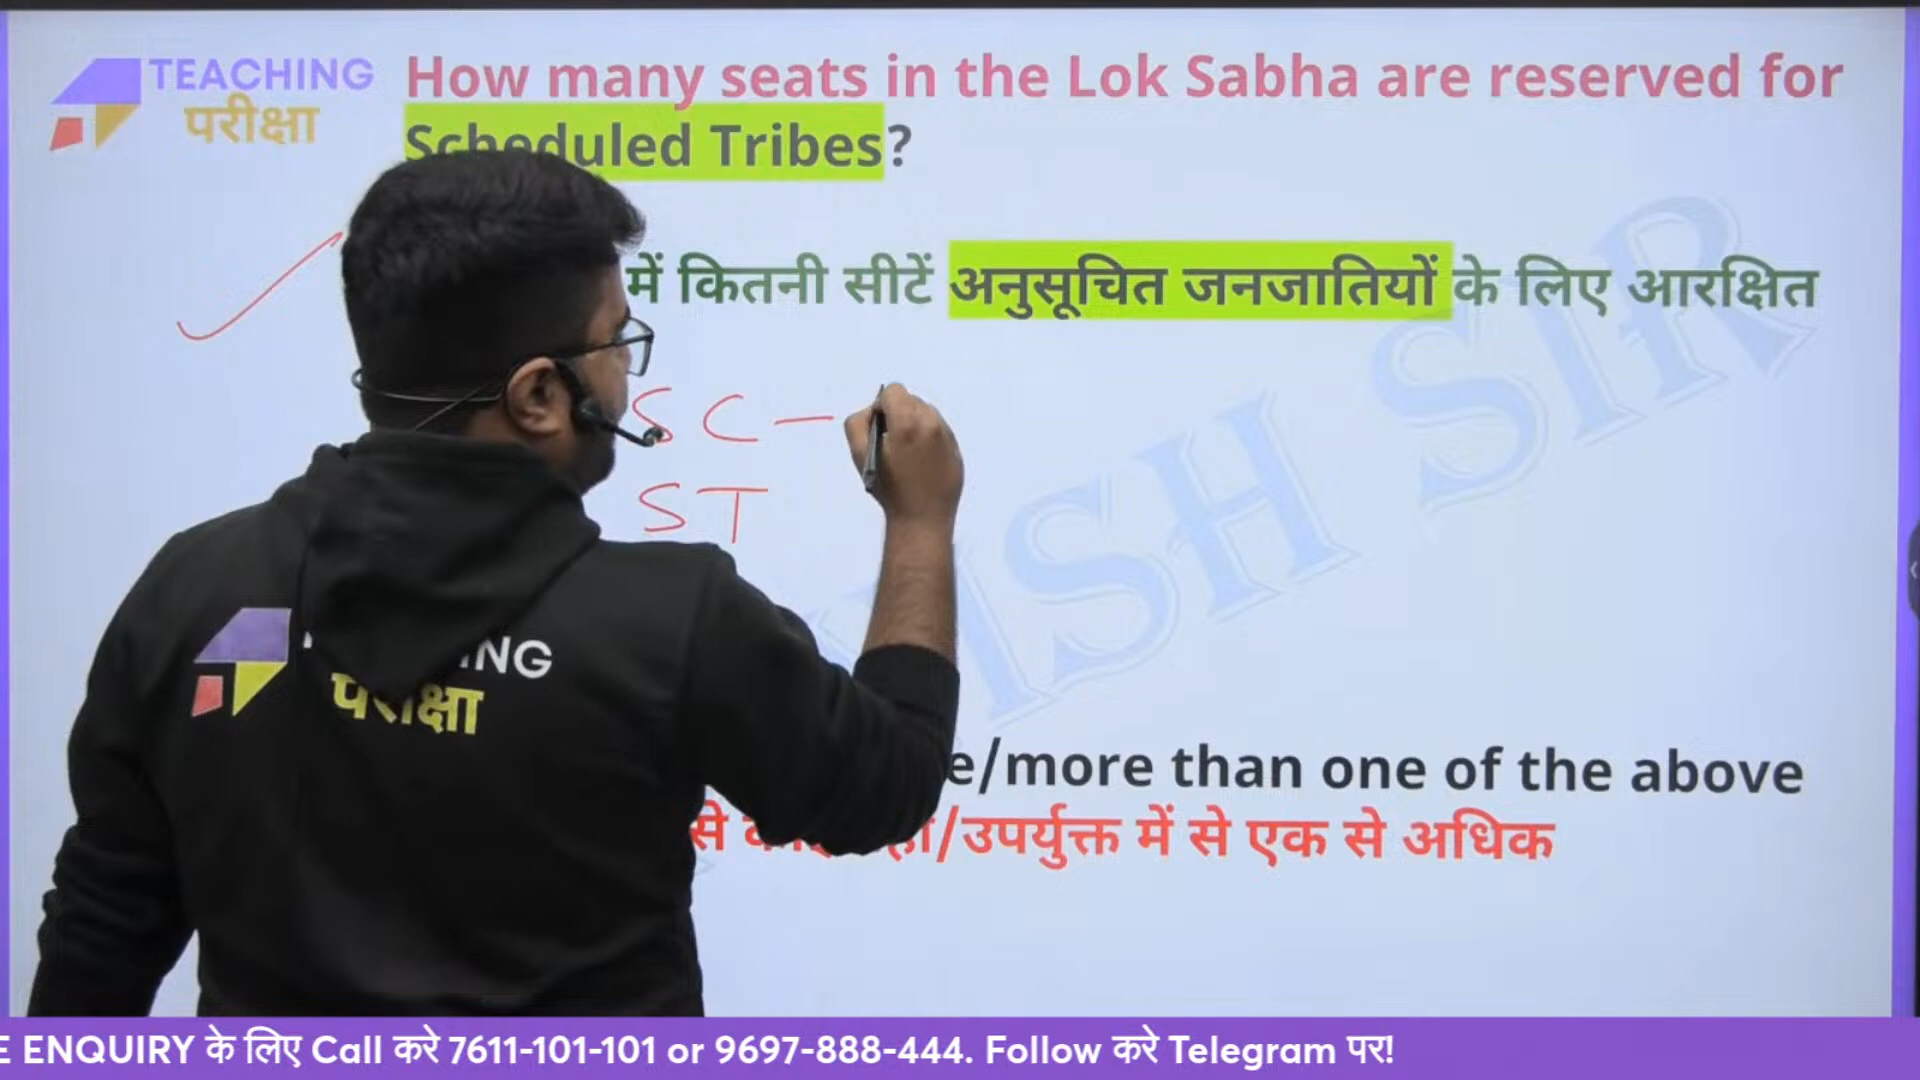 TEACHING
परीक्षा
How many seats in the Lok Sabha are reserved for
Scheduled Tribes?
में कितनी सीटें अनुसूचित जनजातियों के लिए आरक्षित
SC-
ST
SIR
ING
परीक्षा
/more than one of the above
से /उपर्युक्त में से एक से अधिक
ENQUIRY के लिए Call करे 7611-101-101 or 9697-888-444. Follow करे Telegram पर!